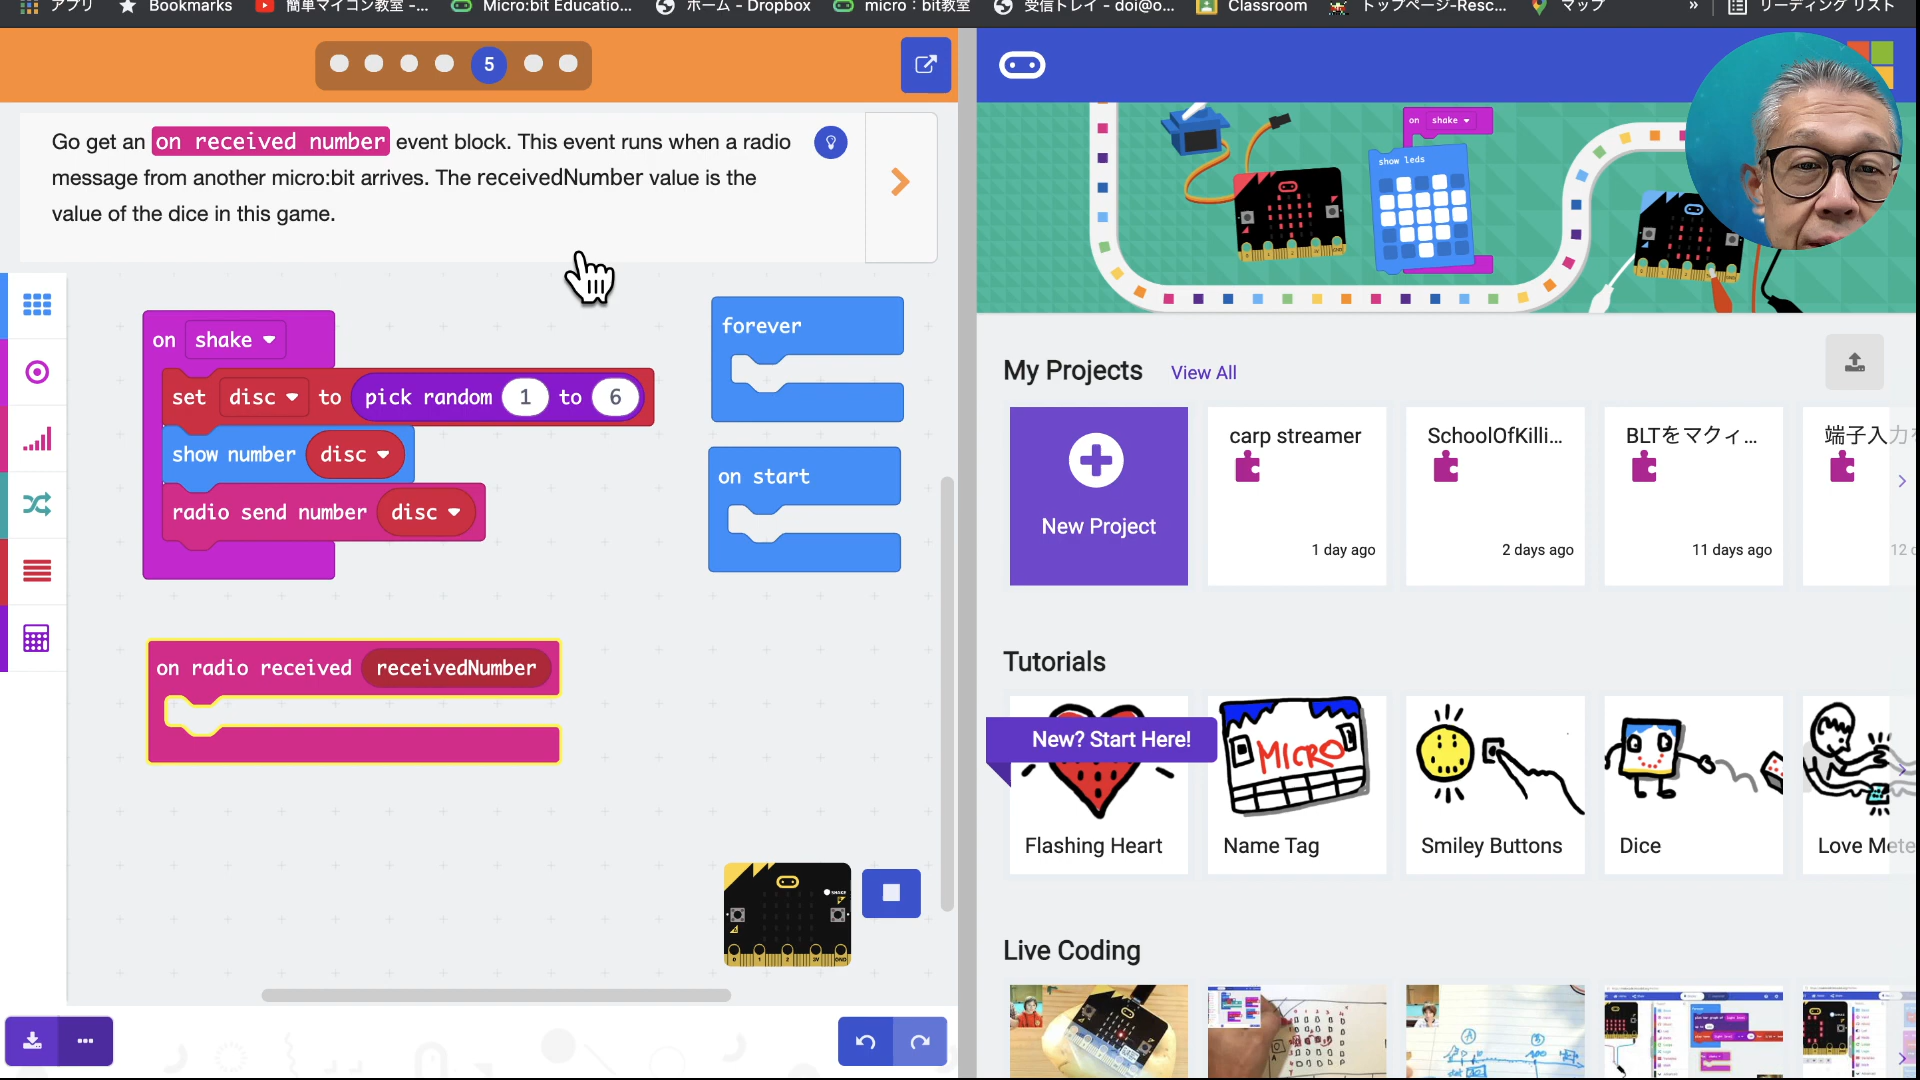 アプリ
Bookmarks
簡単マイコン教室 -...
Micro:bit Educatio...
ホーム - Dropbox
micro：bit教室
受信トレイ - doi@o...
Classroom
トップページ-Resc...
マップ
»
リーディング リスト
5
Go get an on received number event block. This event runs when a radio
message from another micro:bit arrives. The receivedNumber value is the
value of the dice in this game.
on shake
set disc to pick random 1 to 6
show number disc
radio send number disc
forever
on start
on radio received receivedNumber
on shake
show leds
My Projects View All
New Project
carp streamer
1 day ago
SchoolOfKilli...
2 days ago
BLTをマクィ...
11 days ago
端子入力
12
Tutorials
New? Start Here!
Flashing Heart
MICRO
Name Tag
Smiley Buttons
Dice
Love Mete
Live Coding
SHAKE
0 1 2 3V GND